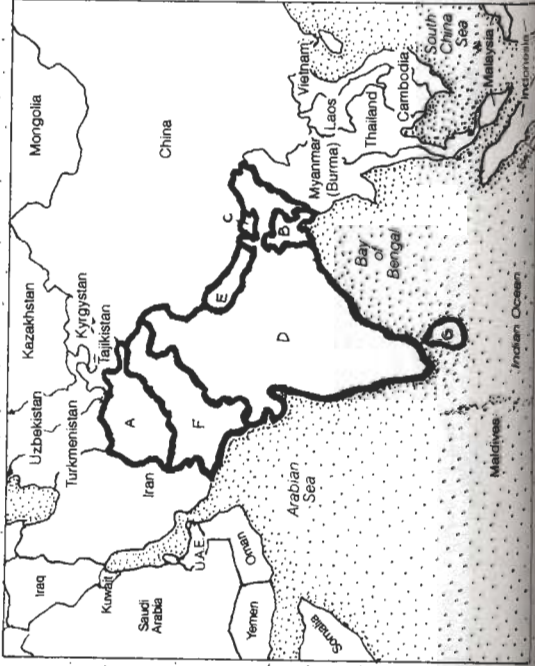 Mongolia
Kazakhstan
China
Uzbekistan
Kyrgystan
Tajikistan
Turkmenistan
A
Iran
F
E
C
B
D
G
Iraq
Kuwait
Saudi
Arabia
U.A.E.
Oman
Yemen
Somalia
Arabian
Sea
Bay
of
Bengal
Myanmar
(Burma)
Vietnam
Laos
Thailand
Cambodia
South
China
Sea
Malaysia
Indonesia
Indian Ocean
Maldives